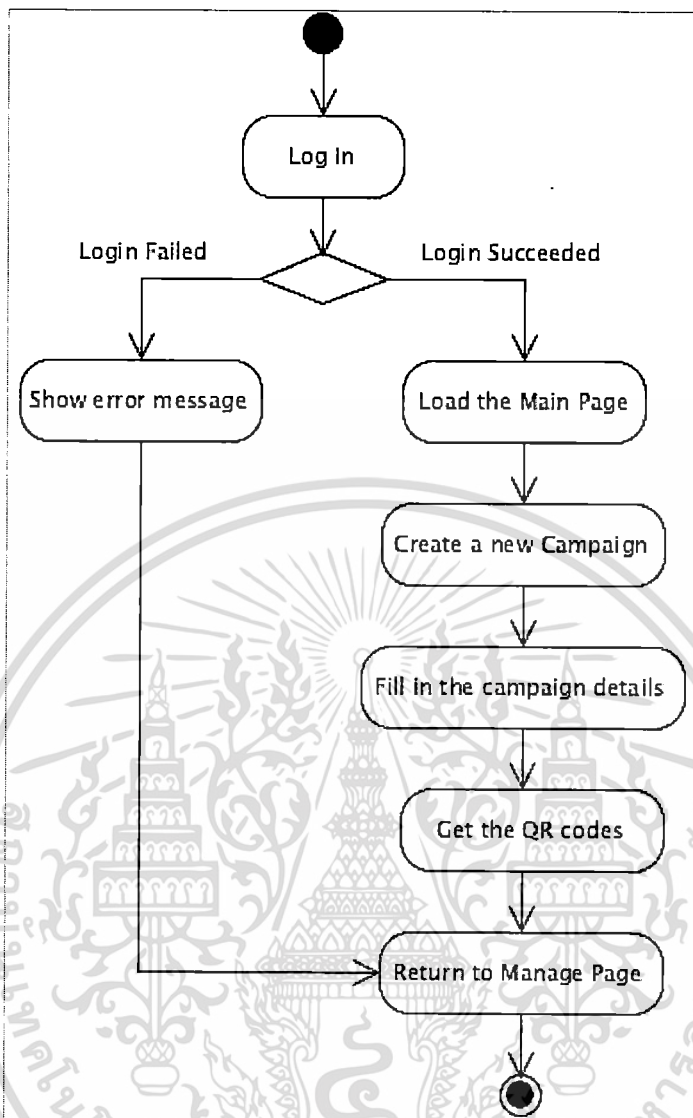 Log In
Login Failed
Login Succeeded
Show error message
Load the Main Page
Create a new Campaign
Fill in the campaign details
Get the QR codes
Return to Manage Page